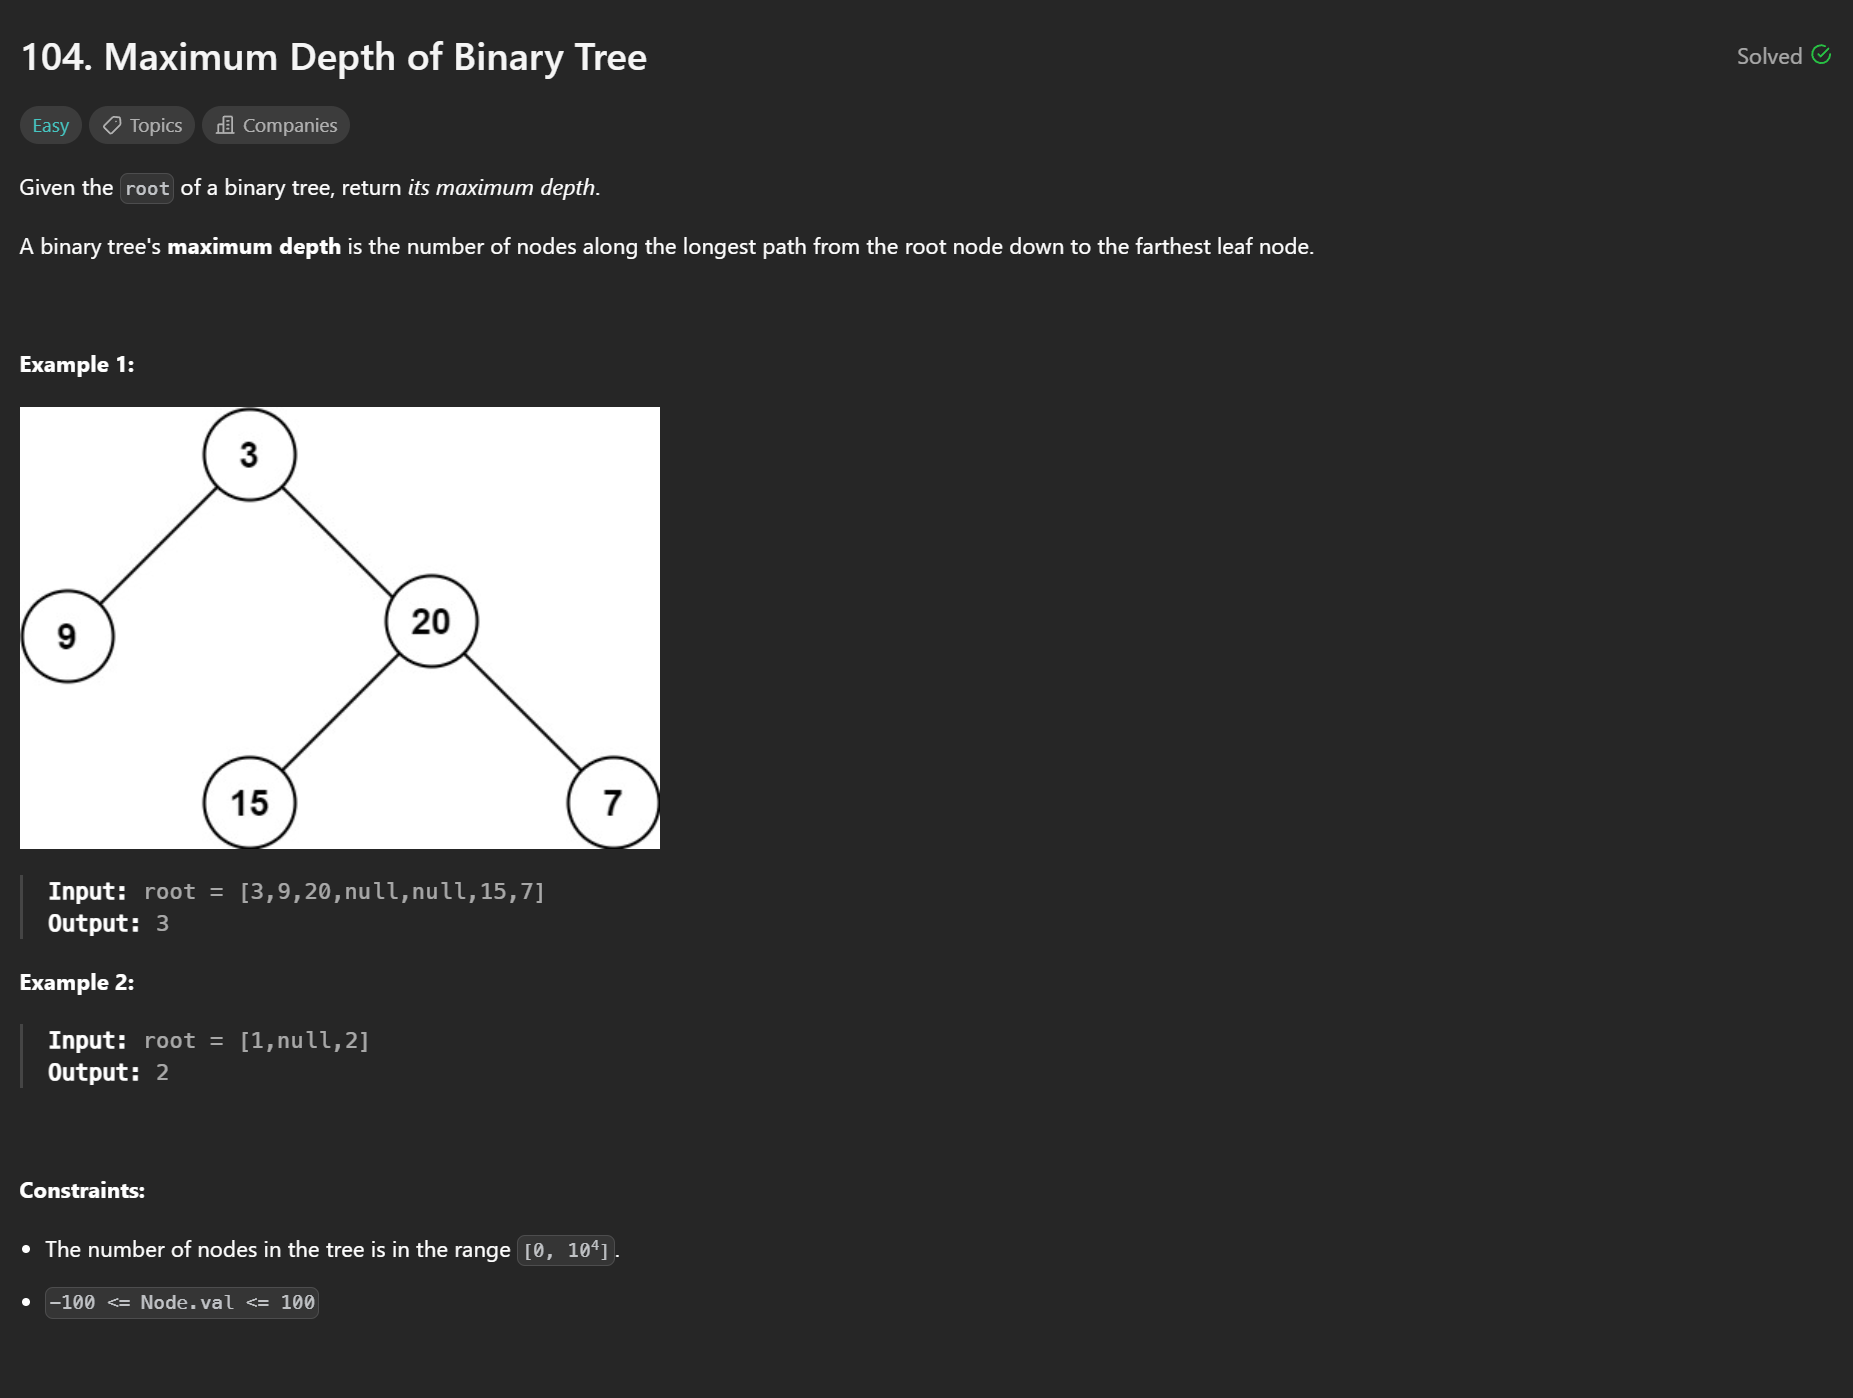 104. Maximum Depth of Binary Tree
Solved
Easy Topics Companies
Given the root of a binary tree, return its maximum depth.
A binary tree's maximum depth is the number of nodes along the longest path from the root node down to the farthest leaf node.
Example 1:
3
9
20
15
7
Input: root = [3,9,20,null,null,15,7]
Output: 3
Example 2:
Input: root = [1,null,2]
Output: 2
Constraints:
• The number of nodes in the tree is in the range [0, 10⁴].
• -100 <= Node.val <= 100